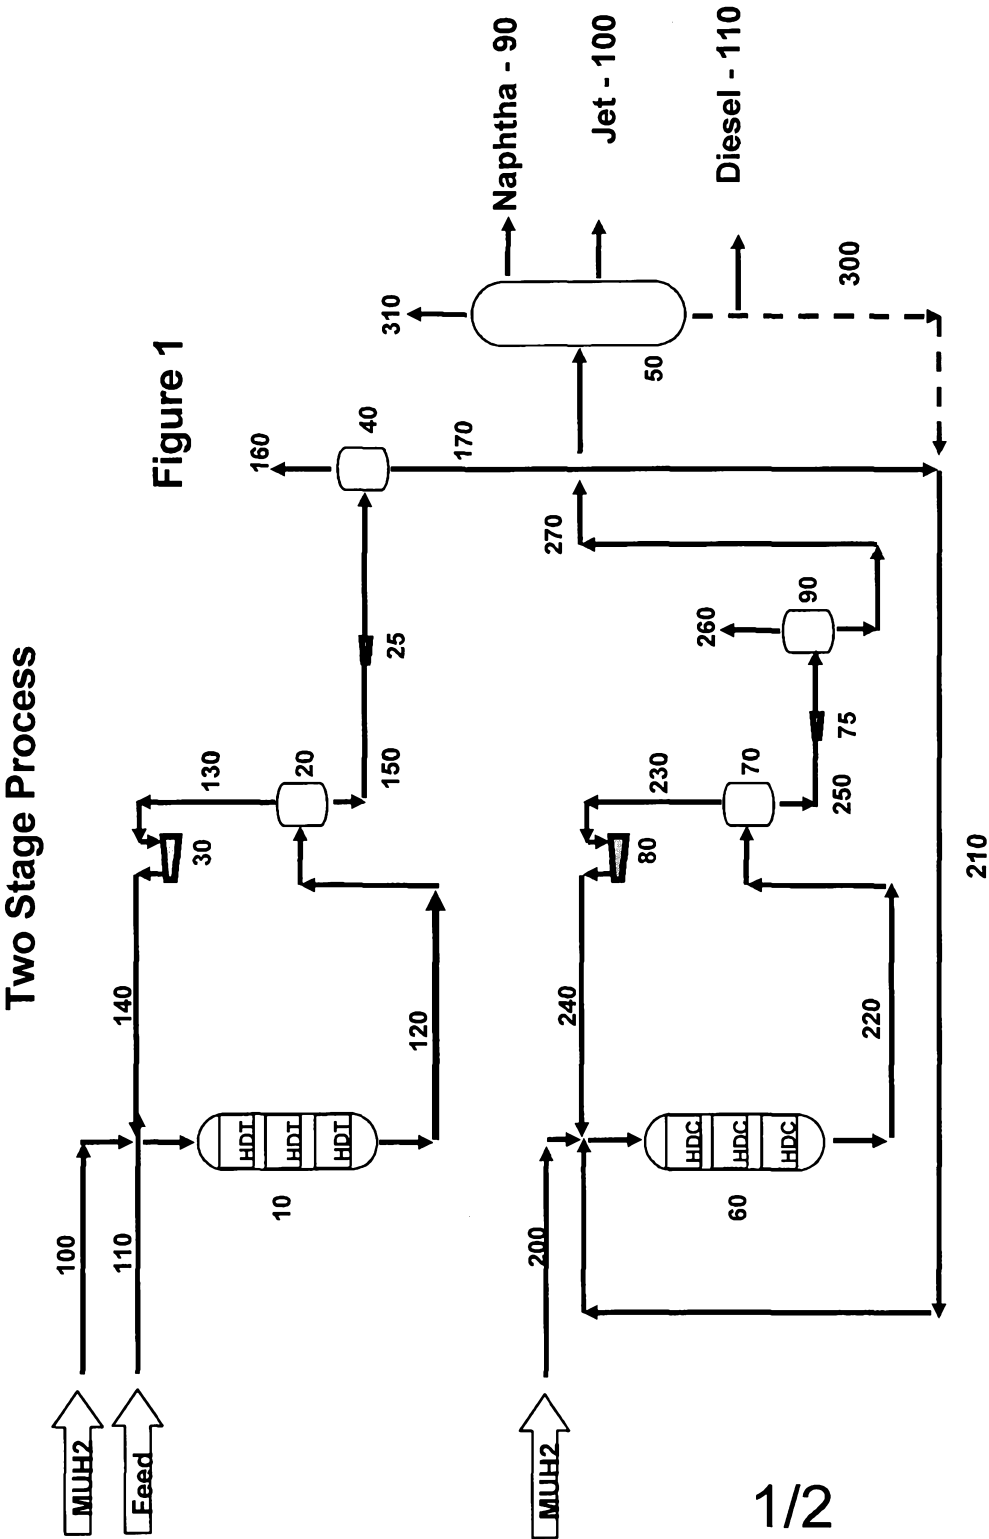 Two Stage Process
Figure 1
MUH2
100
Feed
110
140
130
30
20
150
25
160
40
170
10
HDT
HDT
HDT
120
310
50
Naphtha - 90
Jet - 100
Diesel - 110
300
MUH2
200
240
230
80
70
250
75
260
90
270
60
HDC
HDC
HDC
220
210
1/2